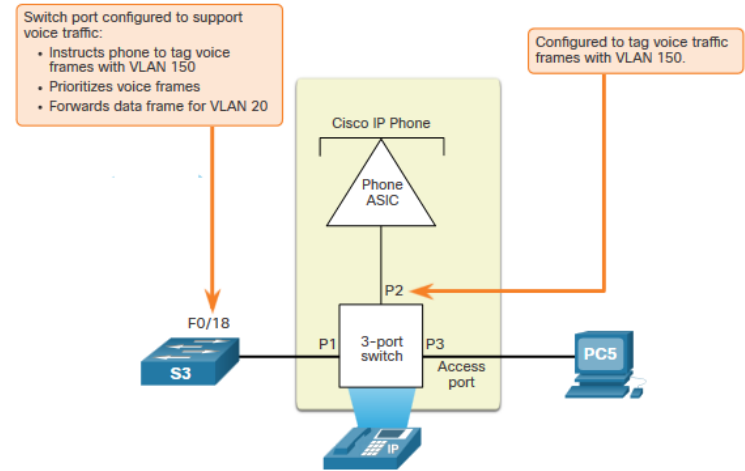 Switch port configured to support
voice traffic:
• Instructs phone to tag voice
frames with VLAN 150
• Prioritizes voice frames
• Forwards data frame for VLAN 20
Configured to tag voice traffic
frames with VLAN 150.
Cisco IP Phone
Phone
ASIC
P2
F0/18
P1
3-port
switch
P3
Access
port
S3
PC5
IP